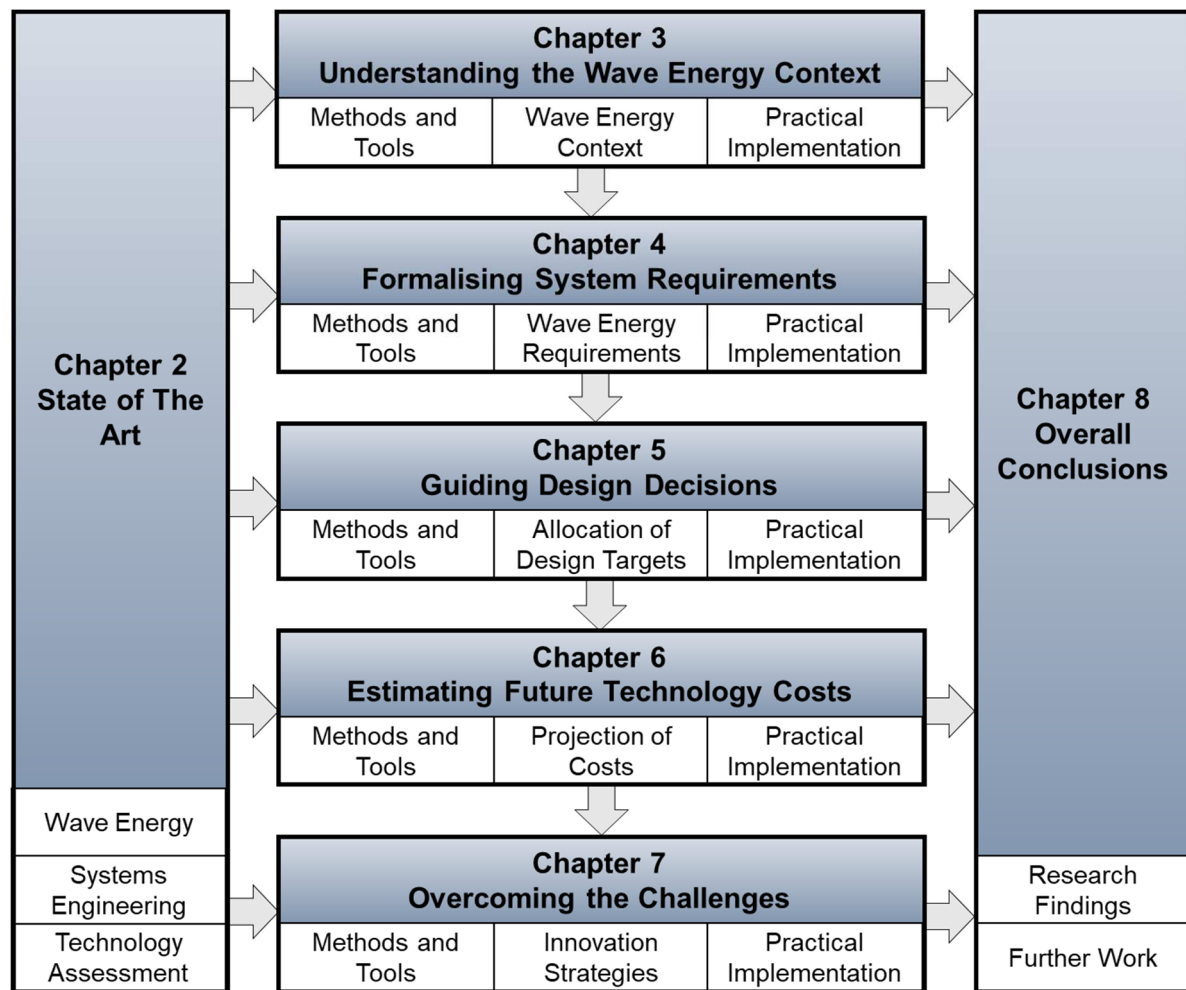 Chapter 2
State of The
Art
Wave Energy
Systems
Engineering
Technology
Assessment
Chapter 3
Understanding the Wave Energy Context
Methods and
Tools
Wave Energy
Context
Practical
Implementation
Chapter 4
Formalising System Requirements
Methods and
Tools
Wave Energy
Requirements
Practical
Implementation
Chapter 5
Guiding Design Decisions
Methods and
Tools
Allocation of
Design Targets
Practical
Implementation
Chapter 6
Estimating Future Technology Costs
Methods and
Tools
Projection of
Costs
Practical
Implementation
Chapter 7
Overcoming the Challenges
Methods and
Tools
Innovation
Strategies
Practical
Implementation
Chapter 8
Overall
Conclusions
Research
Findings
Further Work